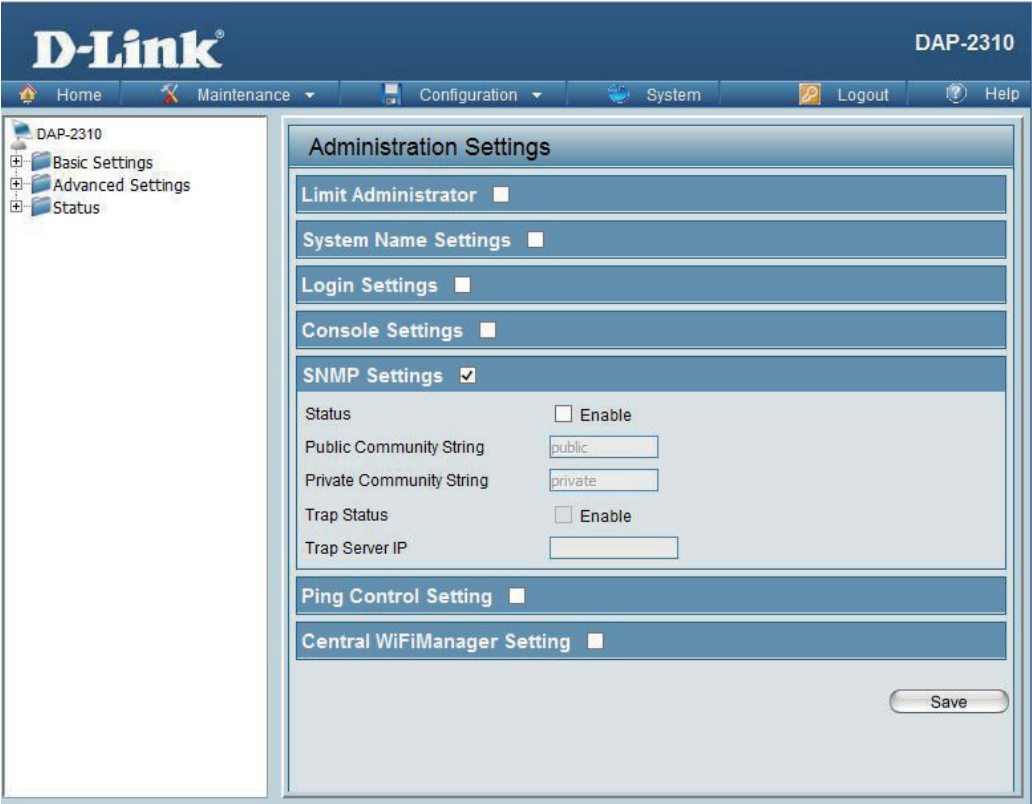 D-Link®
DAP-2310
Home Maintenance Configuration System Logout Help
DAP-2310
Basic Settings
Advanced Settings
Status
Administration Settings
Limit Administrator
System Name Settings
Login Settings
Console Settings
SNMP Settings
Status Enable
Public Community String public
Private Community String private
Trap Status Enable
Trap Server IP
Ping Control Setting
Central WiFiManager Setting
Save